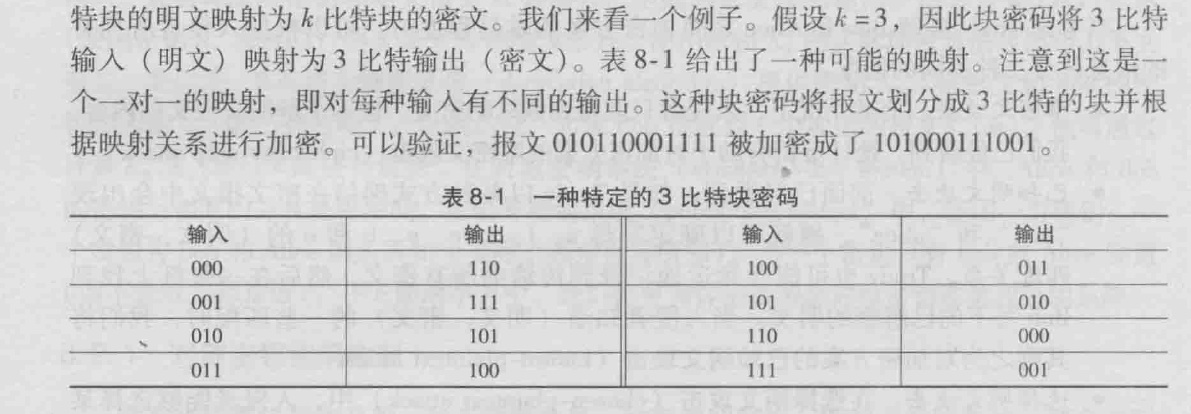 特块的明文映射为 k 比特块的密文。我们来看一个例子。假设 k = 3，因此块密码将 3 比特
输入（明文）映射为 3 比特输出（密文）。表 8-1 给出了一种可能的映射。注意到这是一
个一对一的映射，即对每种输入有不同的输出。这种块密码将报文划分成 3 比特的块并根
据映射关系进行加密。可以验证，报文 010110001111 被加密成了 101000111001。
表 8-1 一种特定的 3 比特块密码
输入 输出 输入 输出
000 110 100 011
001 111 101 010
010 101 110 000
011 100 111 001